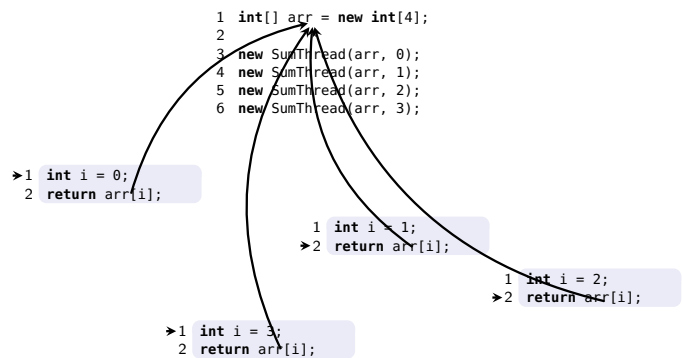 1 int[] arr = new int[4];
2
3 new SumThread(arr, 0);
4 new SumThread(arr, 1);
5 new SumThread(arr, 2);
6 new SumThread(arr, 3);
1 int i = 0;
2 return arr[i];
1 int i = 1;
2 return arr[i];
1 int i = 2;
2 return arr[i];
1 int i = 3;
2 return arr[i];